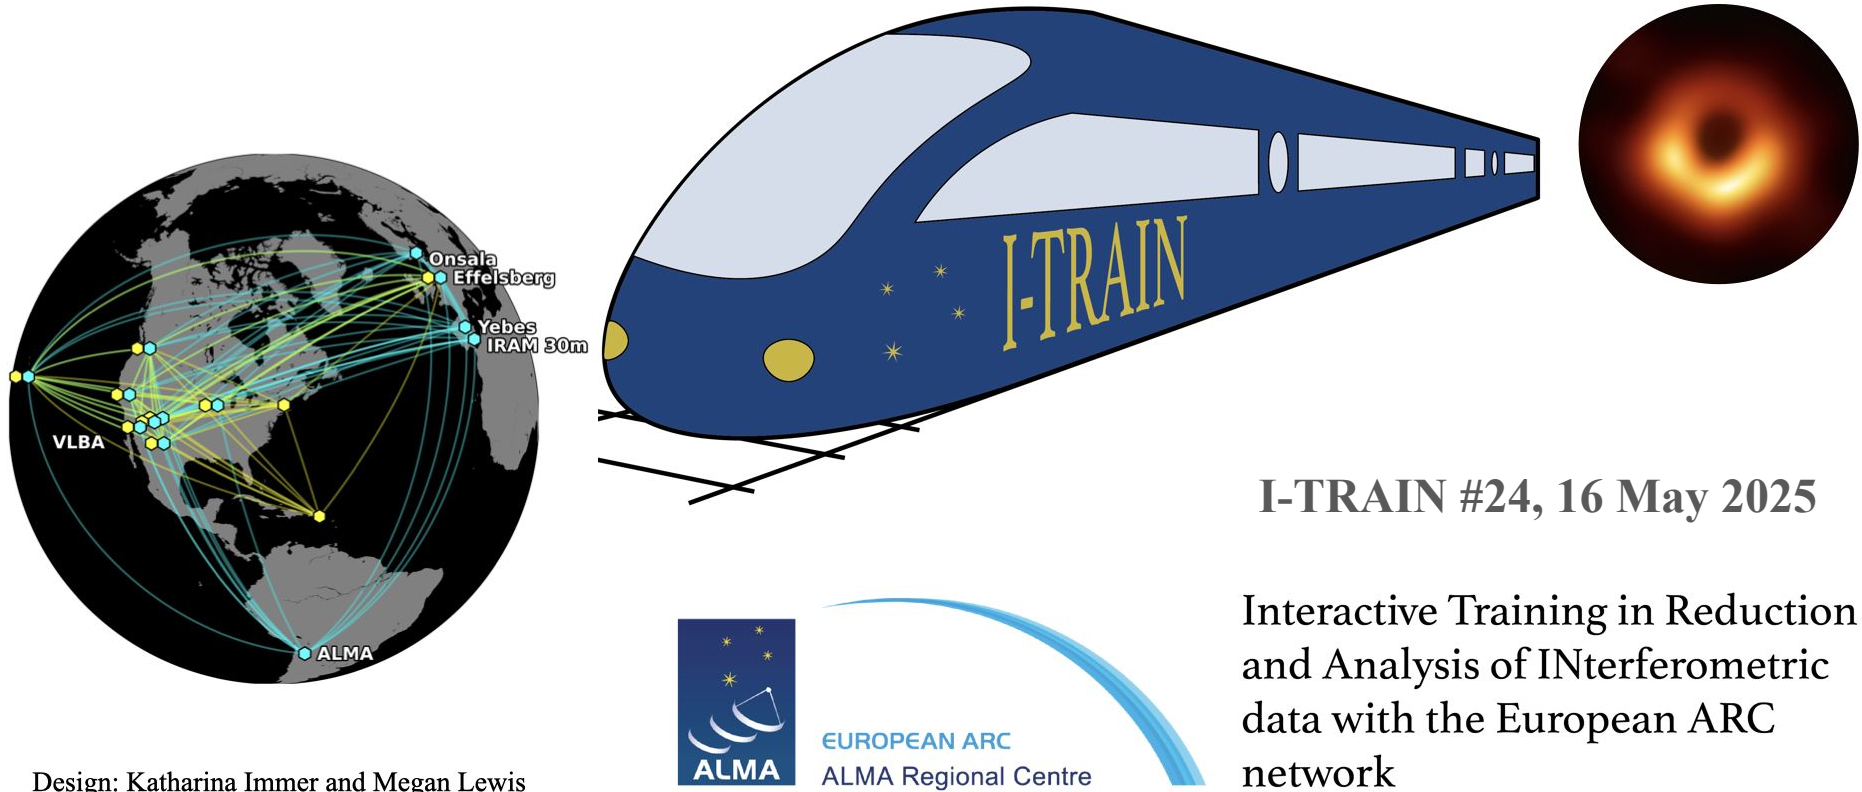 Onsala
Effelsberg
Yebes
IRAM 30m
VLBA
ALMA
Design: Katharina Immer and Megan Lewis
I-TRAIN
I-TRAIN #24, 16 May 2025
ALMA
EUROPEAN ARC
ALMA Regional Centre
Interactive Training in Reduction
and Analysis of INterferometric
data with the European ARC
network